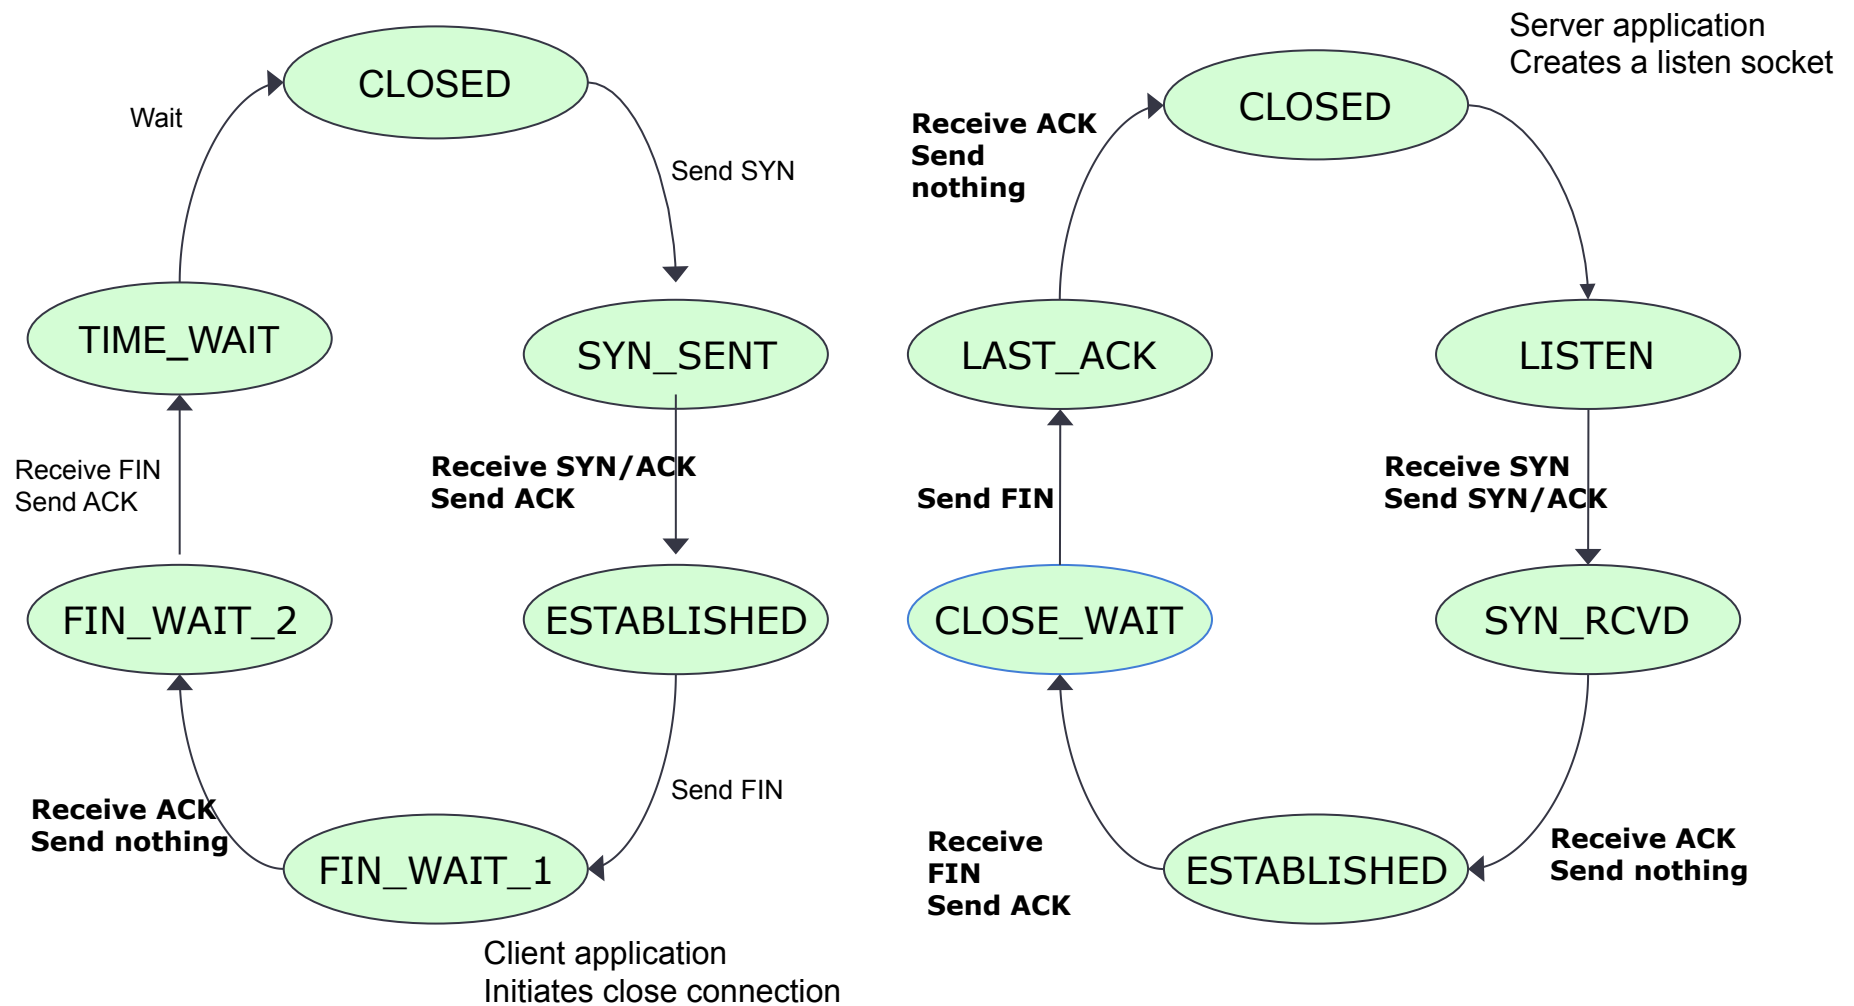 CLOSED
Wait
Send SYN
TIME_WAIT
SYN_SENT
Receive FIN
Send ACK
Receive SYN/ACK
Send ACK
FIN_WAIT_2
ESTABLISHED
Send FIN
Receive ACK
Send nothing
FIN_WAIT_1
Client application
Initiates close connection
Server application
Creates a listen socket
CLOSED
Receive ACK
Send
nothing
LAST_ACK
LISTEN
Send FIN
Receive SYN
Send SYN/ACK
CLOSE_WAIT
SYN_RCVD
Receive
FIN
Send ACK
ESTABLISHED
Receive ACK
Send nothing